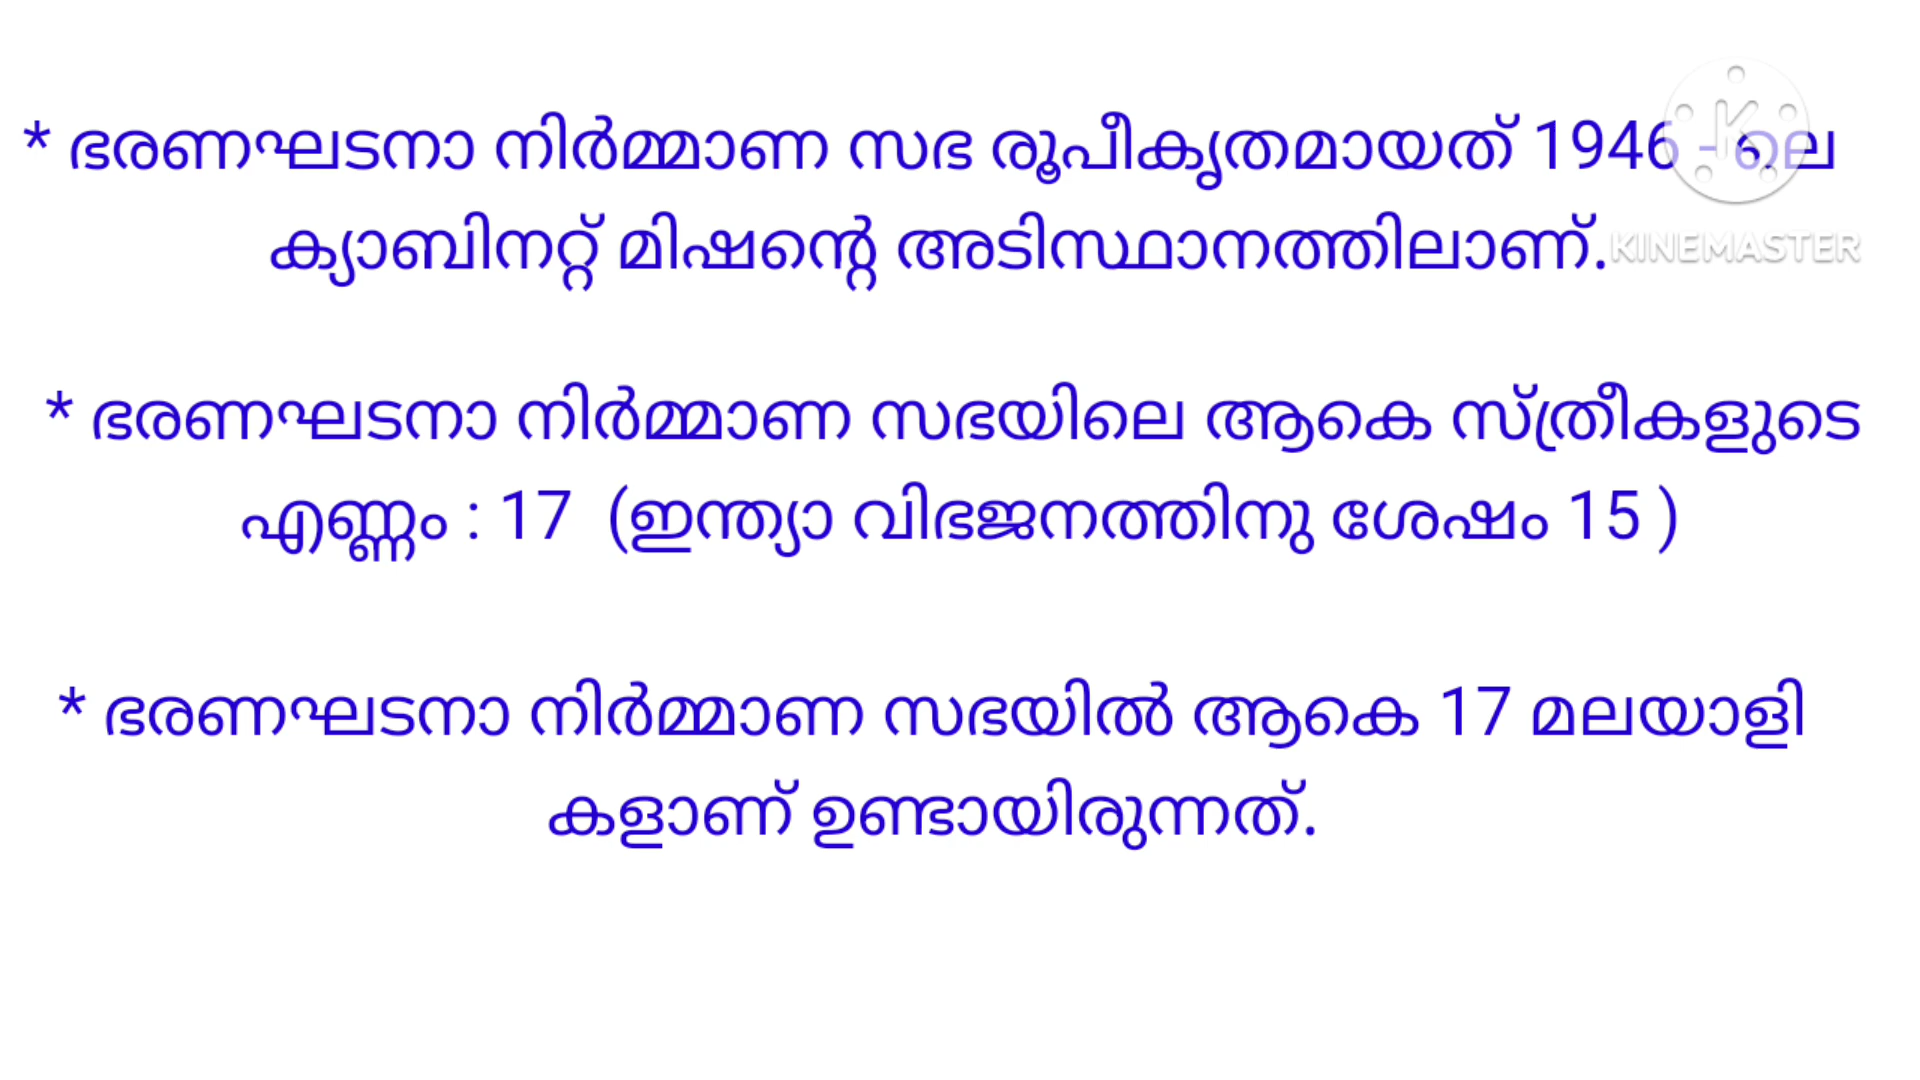 * ഭരണഘടനാ നിർമ്മാണ സഭ രൂപീകൃതമായത് 1946 - ലെ
ക്യാബിനറ്റ് മിഷന്റെ അടിസ്ഥാനത്തിലാണ്.
KINEMASTER
* ഭരണഘടനാ നിർമ്മാണ സഭയിലെ ആകെ സ്ത്രീകളുടെ
എണ്ണം : 17 (ഇന്ത്യാ വിഭജനത്തിനു ശേഷം 15 )
* ഭരണഘടനാ നിർമ്മാണ സഭയിൽ ആകെ 17 മലയാളി
കളാണ് ഉണ്ടായിരുന്നത്.